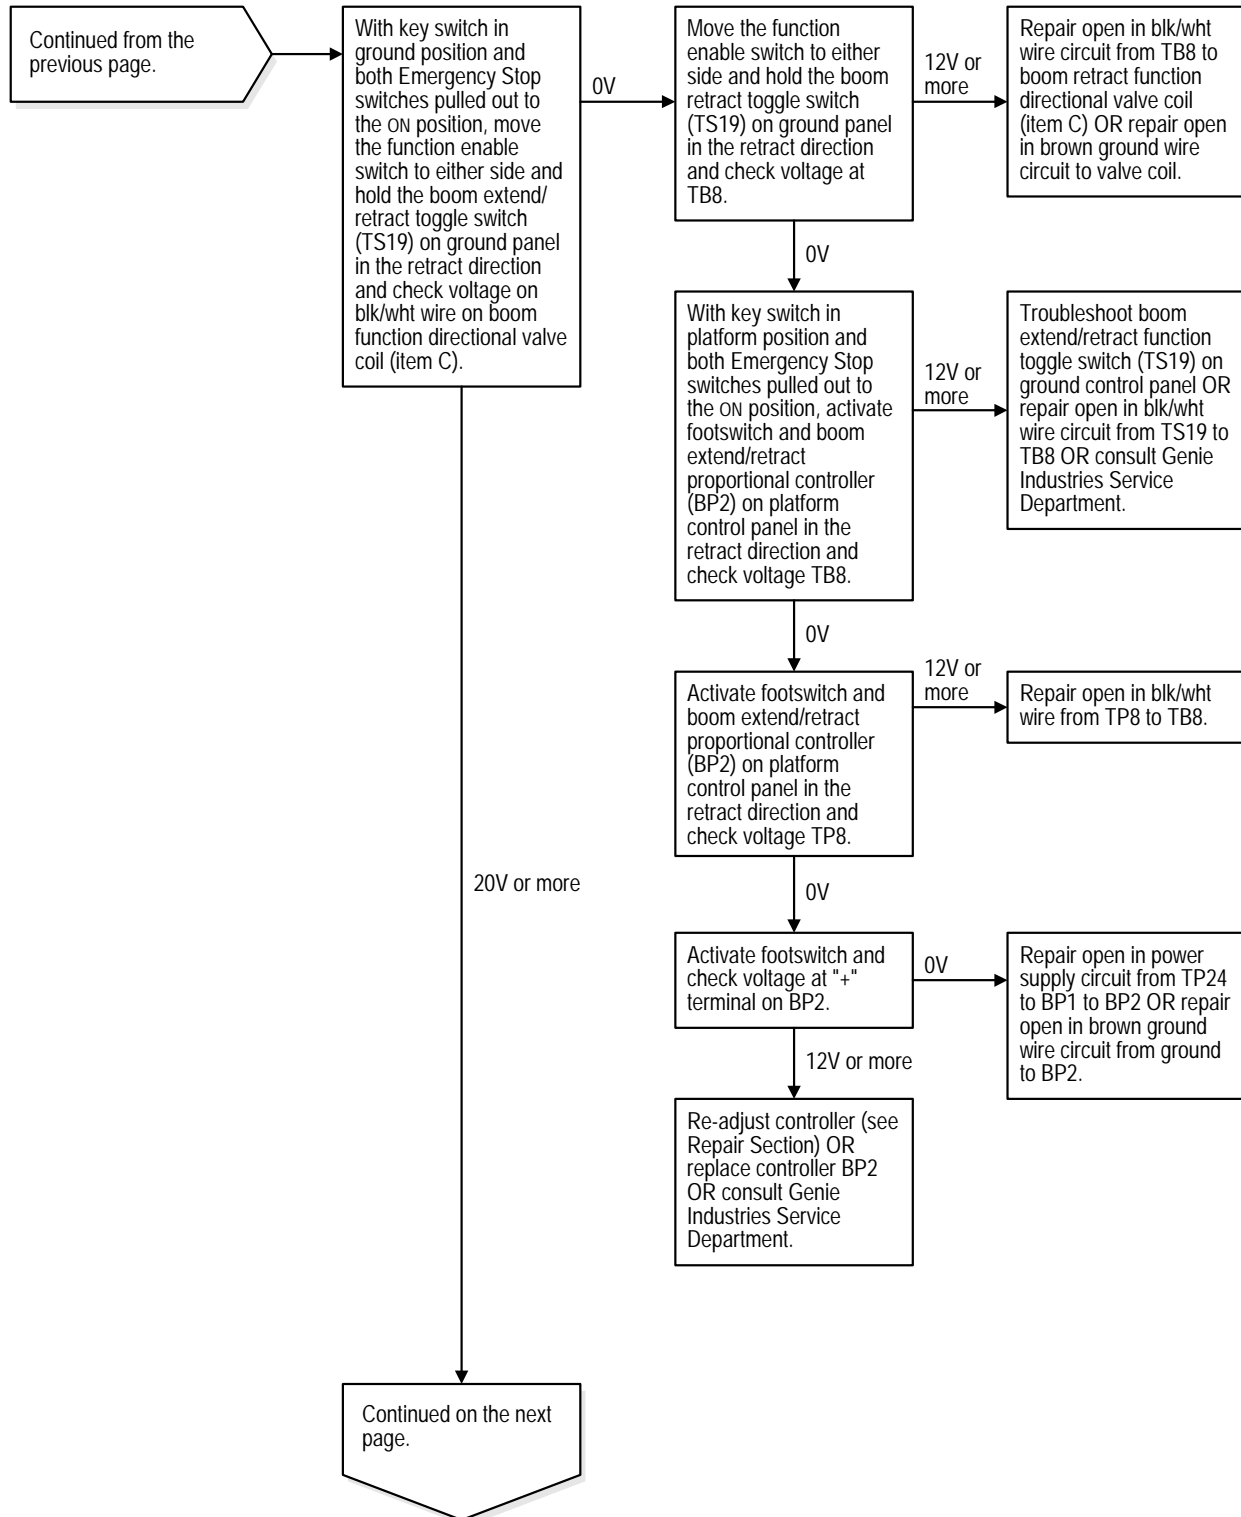 Continued from the
previous page.
With key switch in
ground position and
both Emergency Stop
switches pulled out to
the ON position, move
the function enable
switch to either side and
hold the boom extend/
retract toggle switch
(TS19) on ground panel
in the retract direction
and check voltage on
blk/wht wire on boom
function directional valve
coil (item C).
0V
Move the function
enable switch to either
side and hold the boom
retract toggle switch
(TS19) on ground panel
in the retract direction
and check voltage at
TB8.
12V or
more
Repair open in blk/wht
wire circuit from TB8 to
boom retract function
directional valve coil
(item C) OR repair open
in brown ground wire
circuit to valve coil.
0V
With key switch in
platform position and
both Emergency Stop
switches pulled out to
the ON position, activate
footswitch and boom
extend/retract
proportional controller
(BP2) on platform
control panel in the
retract direction and
check voltage TB8.
12V or
more
Troubleshoot boom
extend/retract function
toggle switch (TS19) on
ground control panel OR
repair open in blk/wht
wire circuit from TS19 to
TB8 OR consult Genie
Industries Service
Department.
0V
Activate footswitch and
boom extend/retract
proportional controller
(BP2) on platform
control panel in the
retract direction and
check voltage TP8.
12V or
more
Repair open in blk/wht
wire from TP8 to TB8.
20V or more
0V
Activate footswitch and
check voltage at "+"
terminal on BP2.
0V
Repair open in power
supply circuit from TP24
to BP1 to BP2 OR repair
open in brown ground
wire circuit from ground
to BP2.
12V or more
Re-adjust controller (see
Repair Section) OR
replace controller BP2
OR consult Genie
Industries Service
Department.
Continued on the next
page.